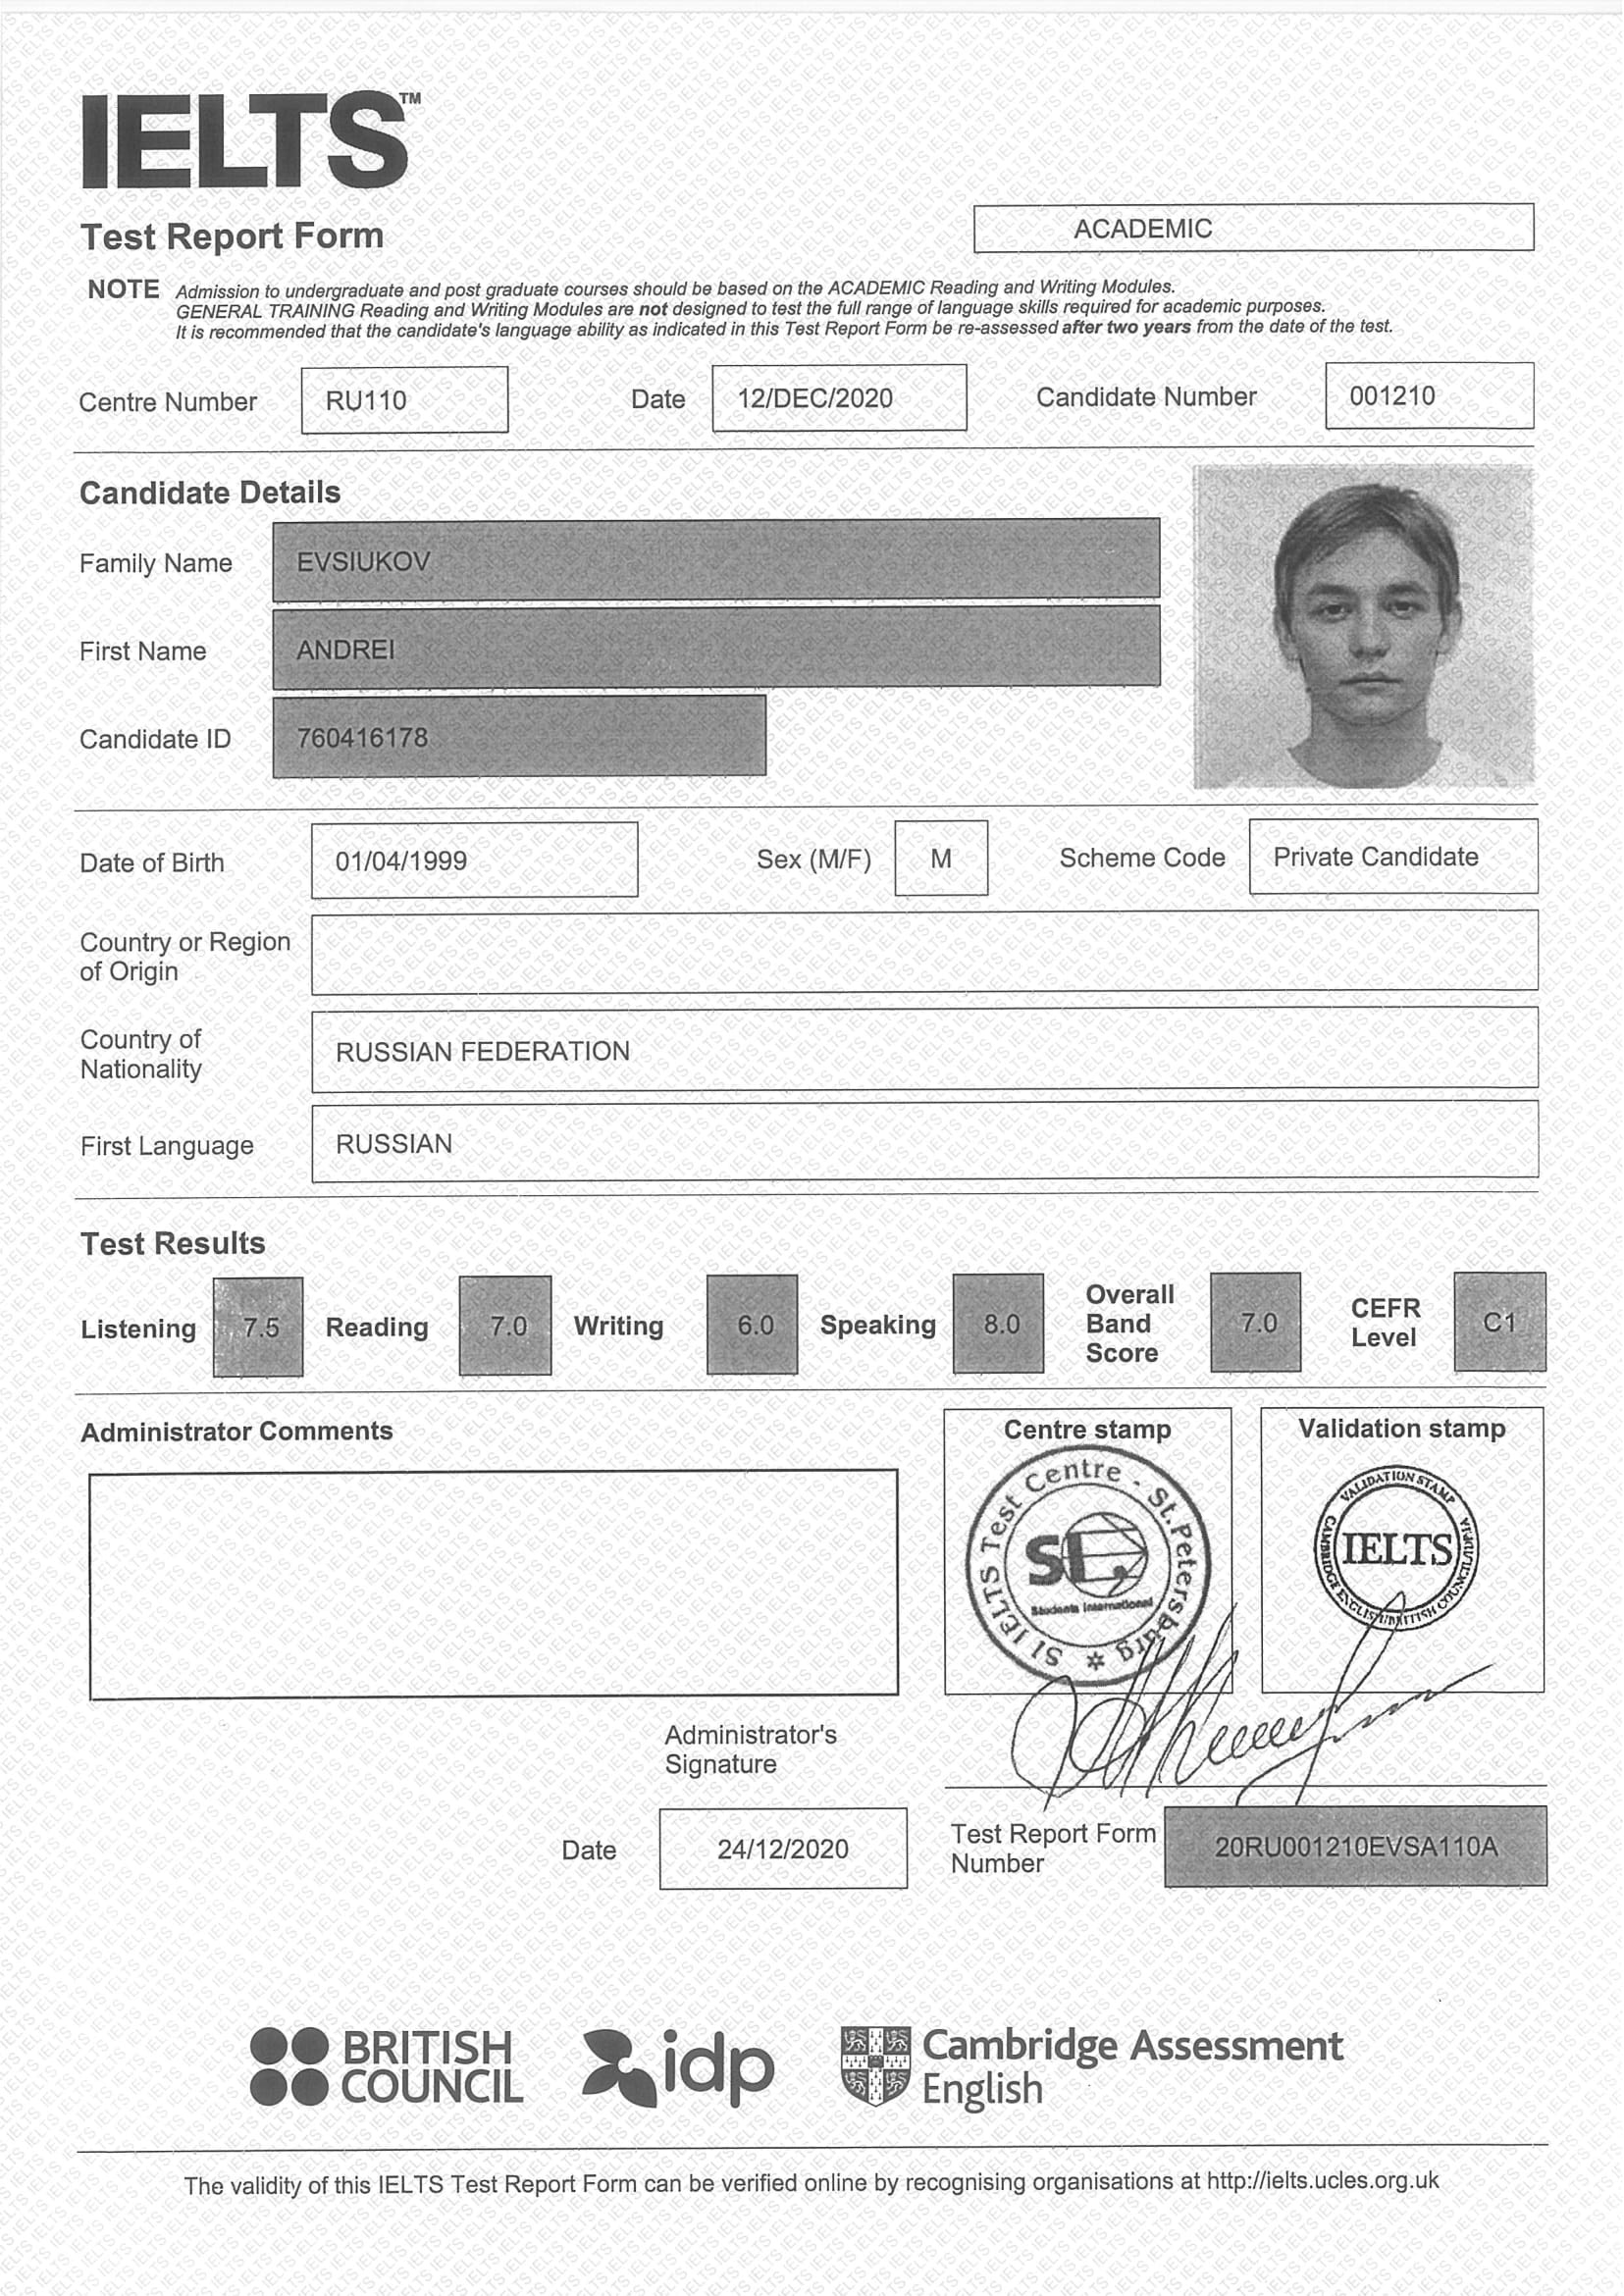 IELTS™
Test Report Form
ACADEMIC
NOTE Admission to undergraduate and post graduate courses should be based on the ACADEMIC Reading and Writing Modules.
GENERAL TRAINING Reading and Writing Modules are not designed to test the full range of language skills required for academic purposes.
It is recommended that the candidate's language ability as indicated in this Test Report Form be re-assessed after two years from the date of the test.
Centre Number RU110 Date 12/DEC/2020 Candidate Number 001210
Candidate Details
Family Name EVSIUKOV
First Name ANDREI
Candidate ID 760416178
Date of Birth 01/04/1999 Sex (M/F) M Scheme Code Private Candidate
Country or Region
of Origin
Country of
Nationality
RUSSIAN FEDERATION
First Language RUSSIAN
Test Results
Listening 7.5 Reading 7.0 Writing 6.0 Speaking 8.0
Overall
Band
Score
7.0
CEFR
Level
C1
Administrator Comments
Centre stamp
SI IELTS Test Centre - St.Petersburg
SI
Students International
Validation stamp
VALIDATION STAMP
IELTS
CAMBRIDGE ENGLISH/BRITISH COUNCIL/IDP:IA
Administrator's
Signature
Date 24/12/2020
Test Report Form
Number
20RU001210EVSA110A
BRITISH
COUNCIL
idp
Cambridge Assessment
English
The validity of this IELTS Test Report Form can be verified online by recognising organisations at http://ielts.ucles.org.uk